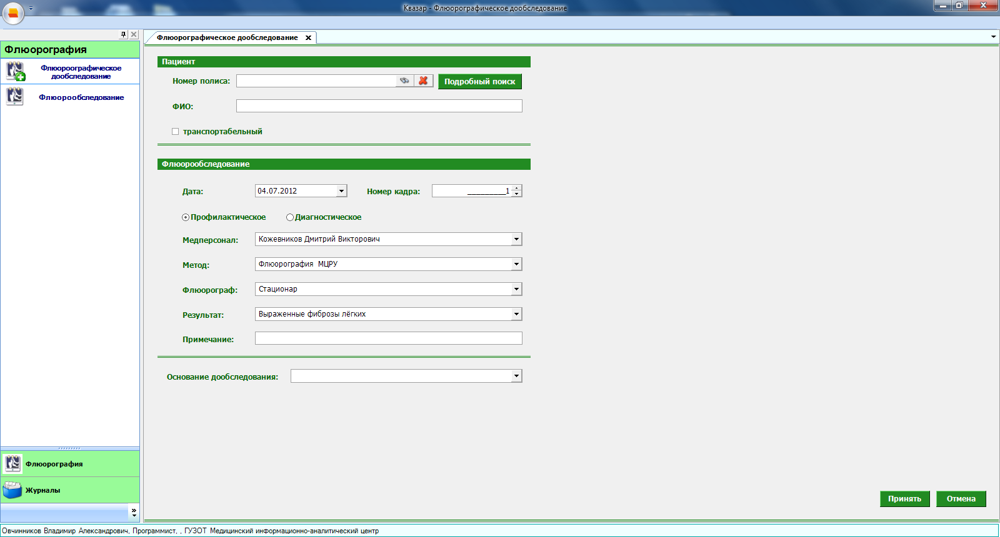 Квазар - Флюорографическое дообследование
Флюорография
Флюороографическое
дообследование
Флюорообследование
Флюорография
Журналы
Флюорографическое дообследование
Пациент
Номер полиса:
Подробный поиск
ФИО:
транспортабельный
Флюорообследование
Дата: 04.07.2012 Номер кадра: _________1
Профилактическое Диагностическое
Медперсонал: Кожевников Дмитрий Викторович
Метод: Флюорография МЦРУ
Флюорограф: Стационар
Результат: Выраженные фиброзы лёгких
Примечание:
Основание дообследования:
Принять Отмена
Овчинников Владимир Александрович, Программист, , ГУЗОТ Медицинский информационно-аналитический центр